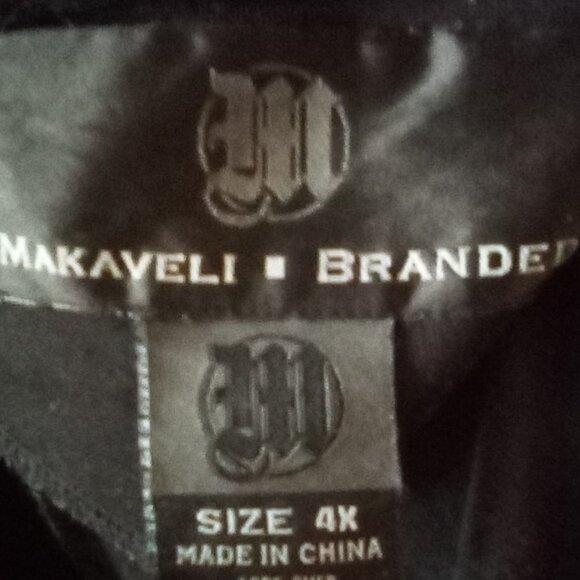 M
MAKAVELI ▪ BRANDED
M
SIZE 4X
MADE IN CHINA